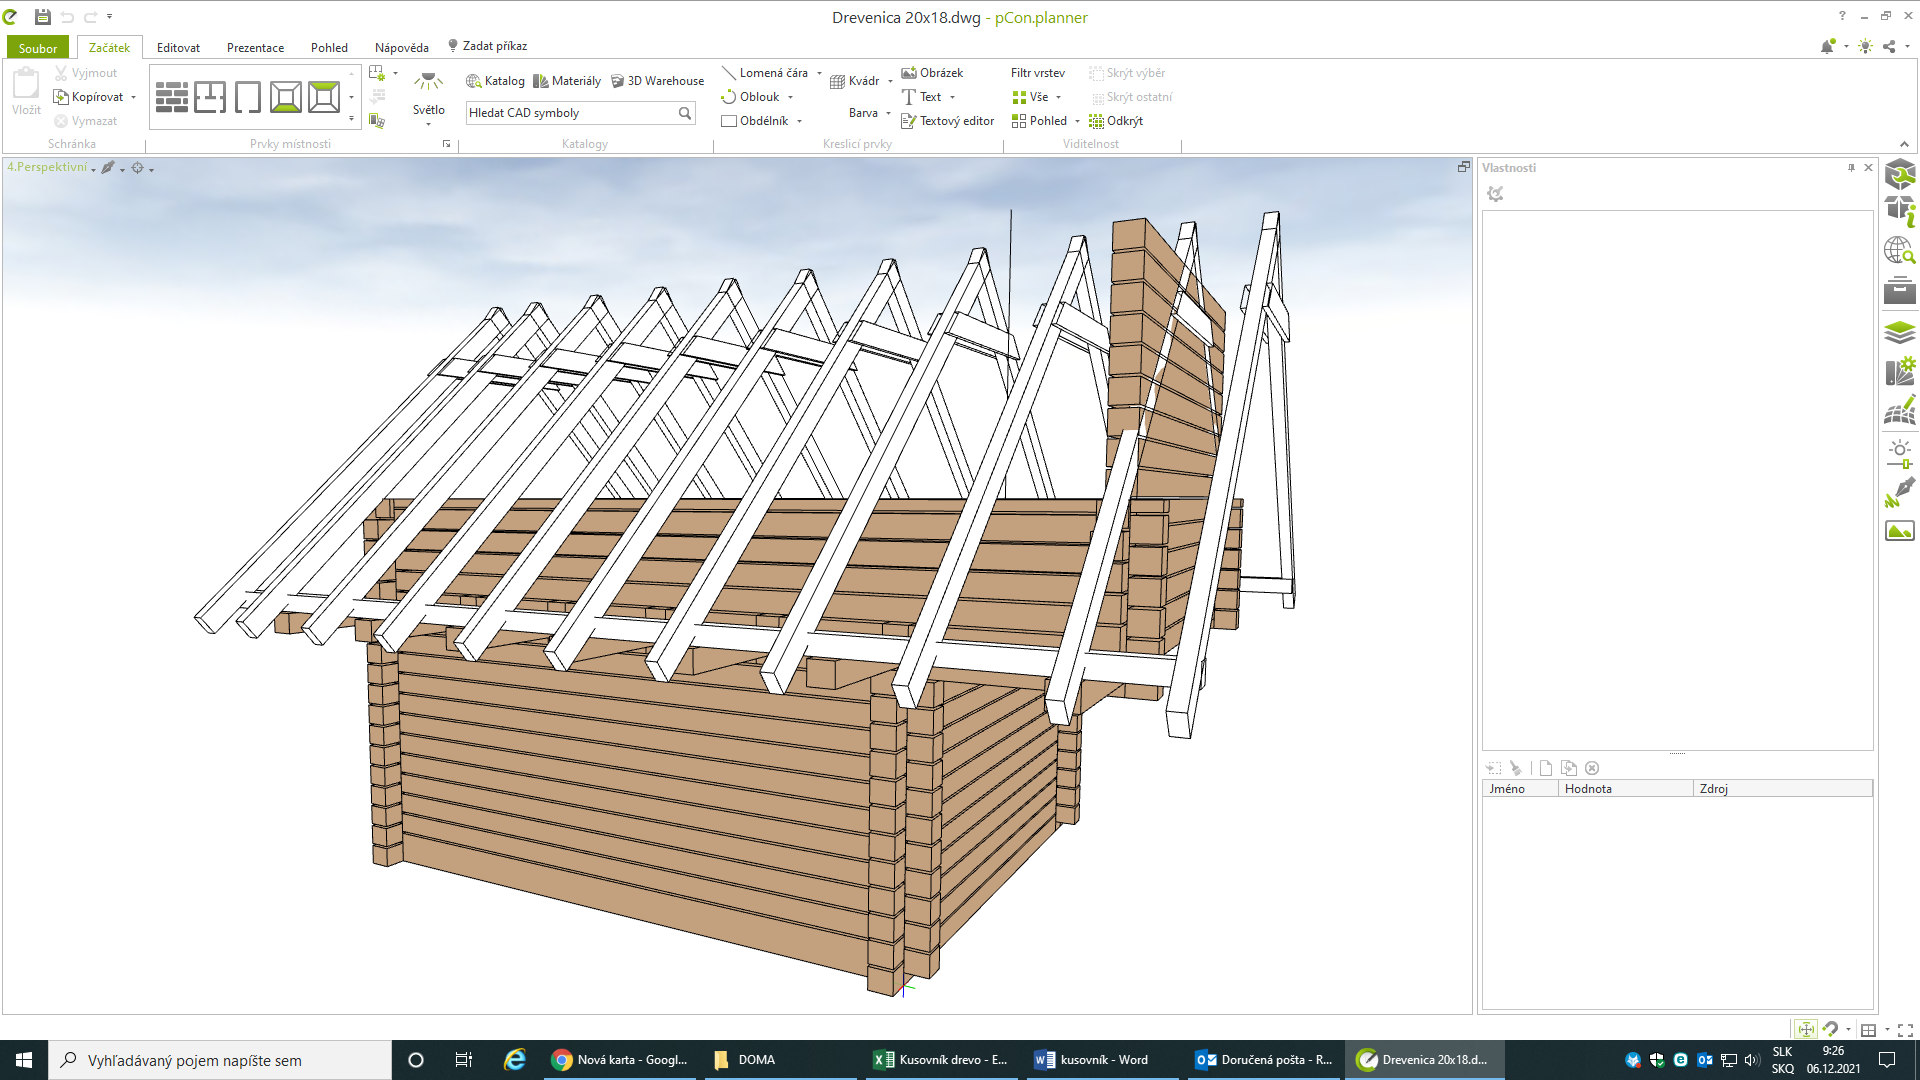 Drevenica 20x18.dwg - pCon.planner
Soubor Začátek Editovat Prezentace Pohled Nápověda Zadat příkaz
Vložit
Vyjmout
Kopírovat
Vymazat
Schránka
Prvky místnosti
Světlo
Katalog Materiály 3D Warehouse
Hledat CAD symboly
Katalogy
Lomená čára
Oblouk
Obdélník
Kvádr
Barva
Obrázek
Text
Textový editor
Kreslicí prvky
Filtr vrstev
Vše
Pohled
Skrýt výběr
Skrýt ostatní
Odkrýt
Viditelnost
4.Perspektivní
Vlastnosti
Jméno Hodnota Zdroj
Vyhľadávaný pojem napíšte sem
Nová karta - Googl...
DOMA
Kusovník drevo - E...
kusovník - Word
Doručená pošta - R...
Drevenica 20x18.d...
SLK
SKQ
9:26
06.12.2021